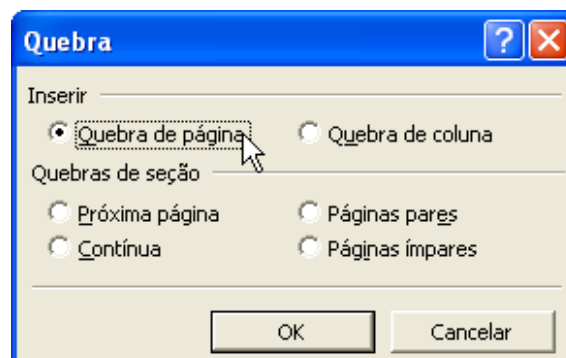 Quebra
Inserir
Quebra de página Quebra de coluna
Quebras de seção
Próxima página Páginas pares
Contínua Páginas ímpares
OK Cancelar